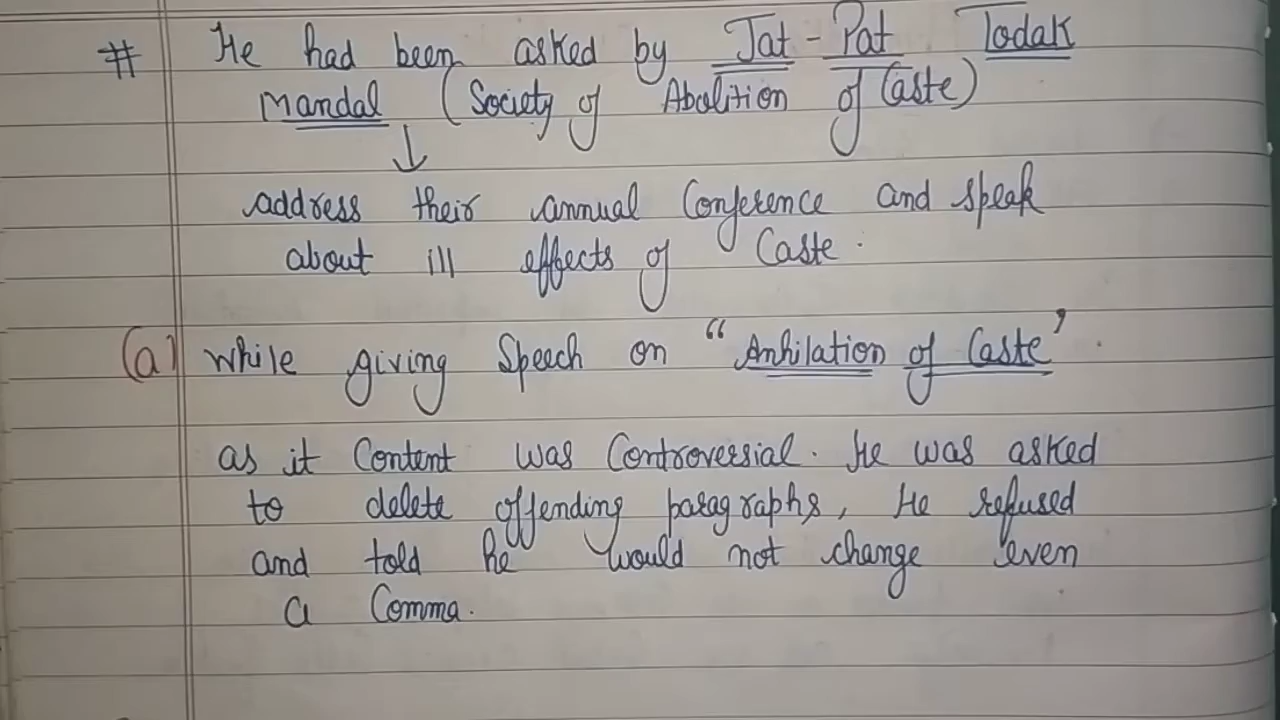 # He had been asked by Jat-Pat Todak
Mandal (Society of Abolition of Caste)
↓
address their annual Conference and speak
about ill effects of Caste.
(a) while giving Speech on "Anhilation of Caste'.
as it Content was Controversial. He was asked
to delete offending paragraphs, He refused
and told he would not change even
a Comma.